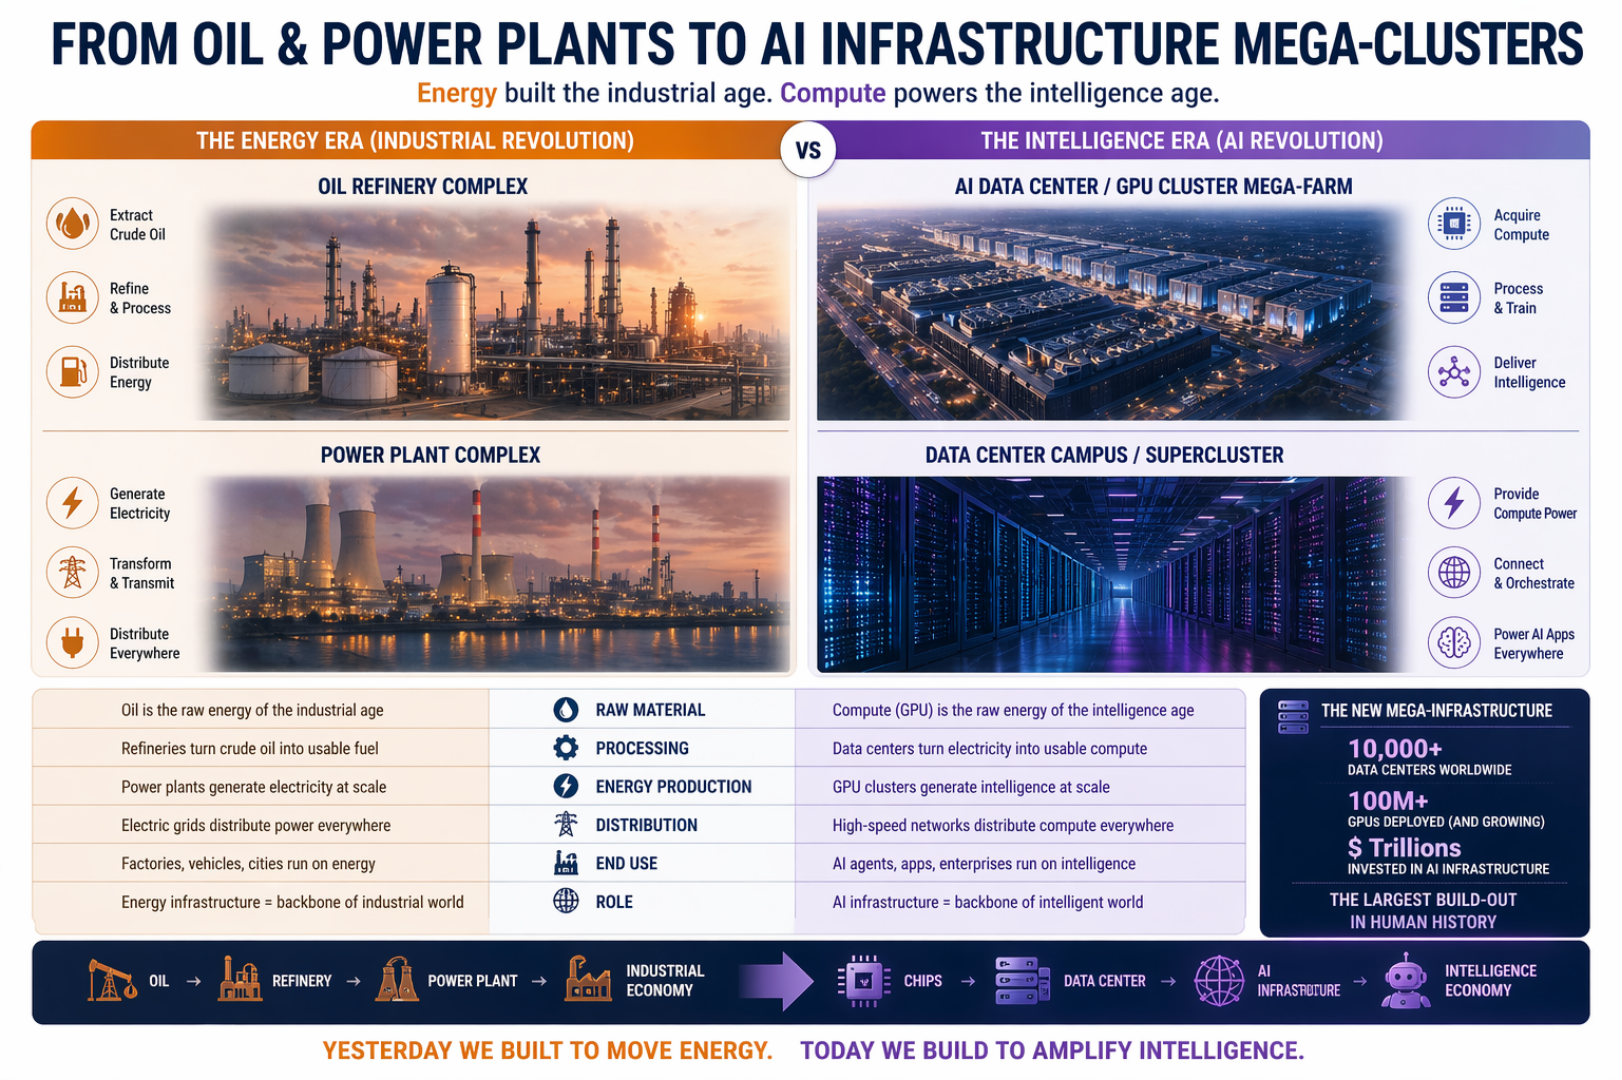 FROM OIL & POWER PLANTS TO AI INFRASTRUCTURE MEGA-CLUSTERS
Energy built the industrial age. Compute powers the intelligence age.
THE ENERGY ERA (INDUSTRIAL REVOLUTION)
VS
THE INTELLIGENCE ERA (AI REVOLUTION)
OIL REFINERY COMPLEX
Extract
Crude Oil
Refine
& Process
Distribute
Energy
AI DATA CENTER / GPU CLUSTER MEGA-FARM
Acquire
Compute
Process
& Train
Deliver
Intelligence
POWER PLANT COMPLEX
Generate
Electricity
Transform
& Transmit
Distribute
Everywhere
DATA CENTER CAMPUS / SUPERCLUSTER
Provide
Compute Power
Connect
& Orchestrate
Power AI Apps
Everywhere
Oil is the raw energy of the industrial age
RAW MATERIAL
Compute (GPU) is the raw energy of the intelligence age
Refineries turn crude oil into usable fuel
PROCESSING
Data centers turn electricity into usable compute
Power plants generate electricity at scale
ENERGY PRODUCTION
GPU clusters generate intelligence at scale
Electric grids distribute power everywhere
DISTRIBUTION
High-speed networks distribute compute everywhere
Factories, vehicles, cities run on energy
END USE
AI agents, apps, enterprises run on intelligence
Energy infrastructure = backbone of industrial world
ROLE
AI infrastructure = backbone of intelligent world
THE NEW MEGA-INFRASTRUCTURE
10,000+
DATA CENTERS WORLDWIDE
100M+
GPUs DEPLOYED (AND GROWING)
$ Trillions
INVESTED IN AI INFRASTRUCTURE
THE LARGEST BUILD-OUT
IN HUMAN HISTORY
OIL → REFINERY → POWER PLANT → INDUSTRIAL
ECONOMY
CHIPS → DATA CENTER → AI
→ INTELLIGENCE
ECONOMY
YESTERDAY WE BUILT TO MOVE ENERGY. TODAY WE BUILD TO AMPLIFY INTELLIGENCE.